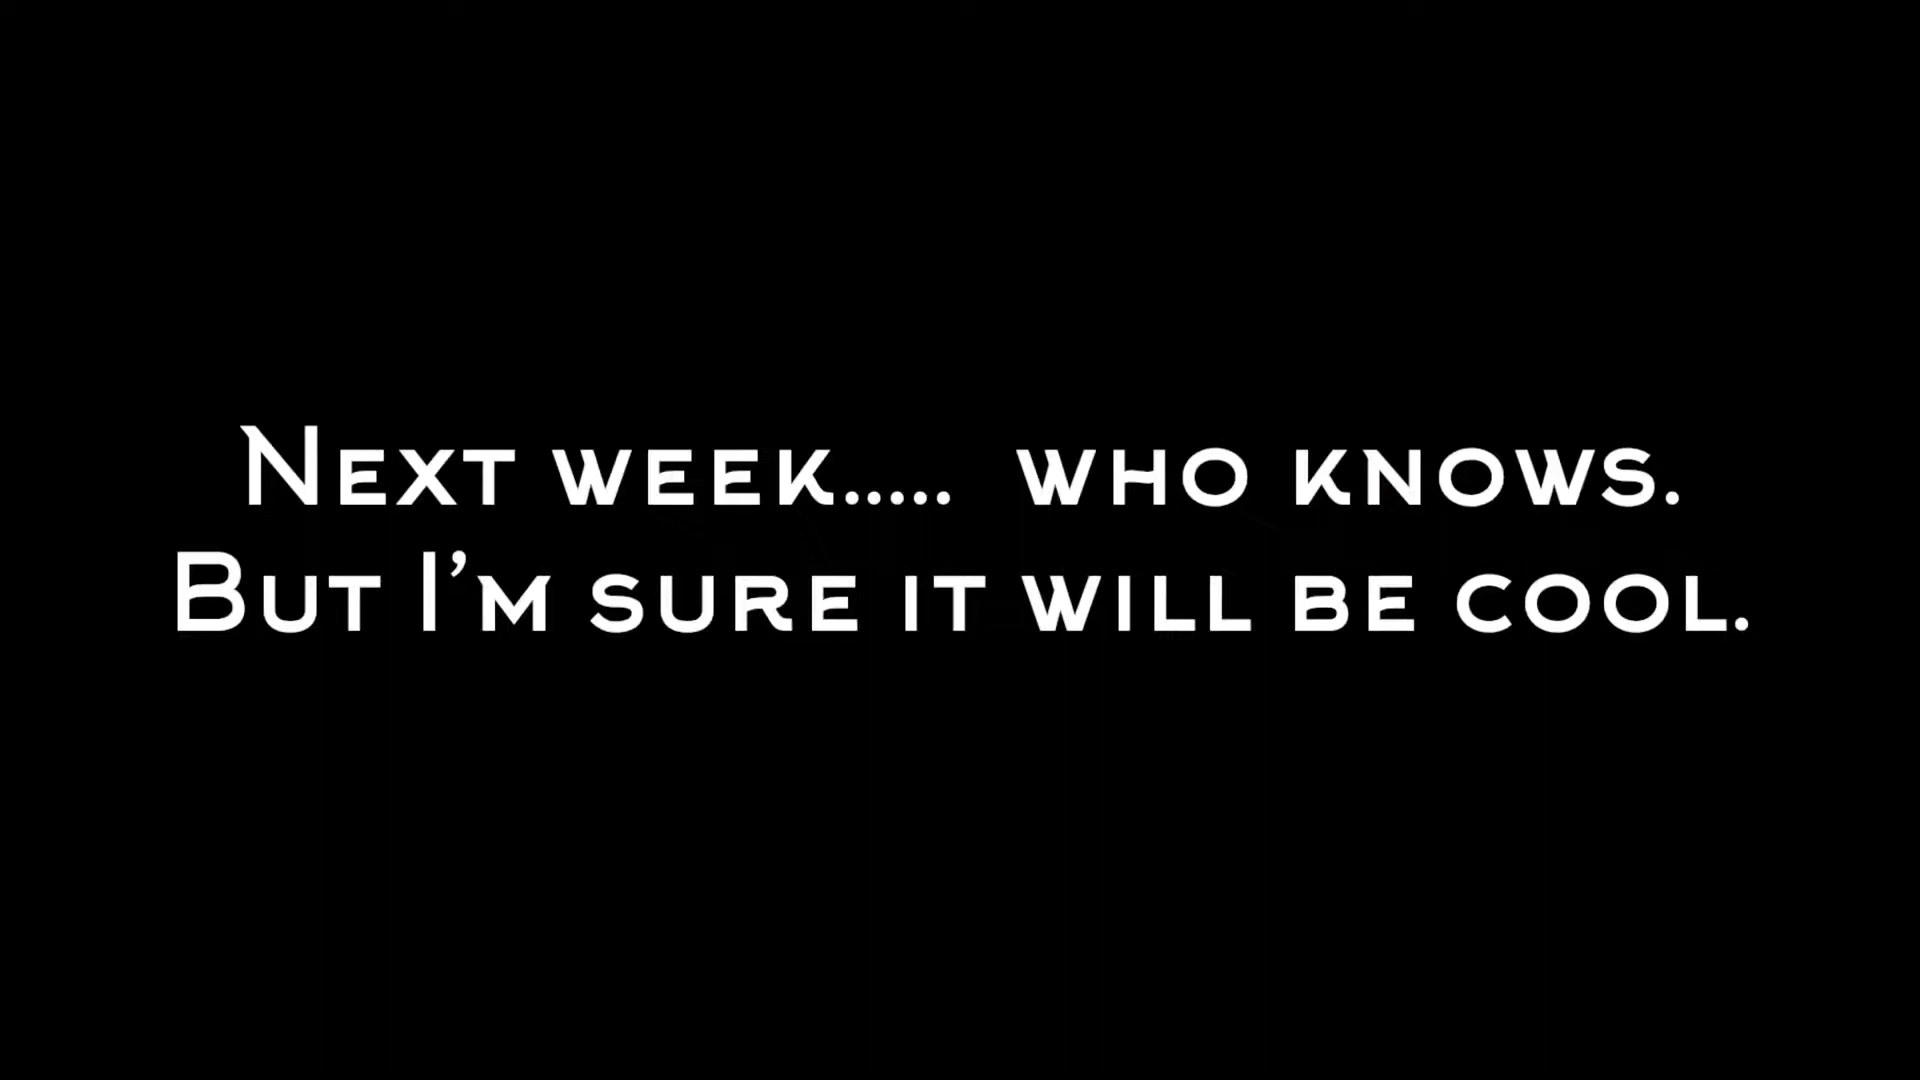 Next week..... who knows.
But I’m sure it will be cool.